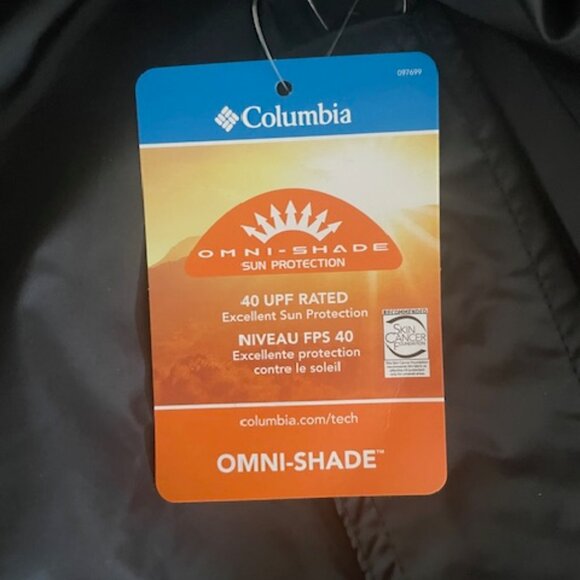 097699
Columbia
OMNI-SHADE
SUN PROTECTION
40 UPF RATED
Excellent Sun Protection
NIVEAU FPS 40
Excellente protection
contre le soleil
RECOMMENDED
SKIN
CANCER
FOUNDATION
columbia.com/tech
OMNI-SHADE™